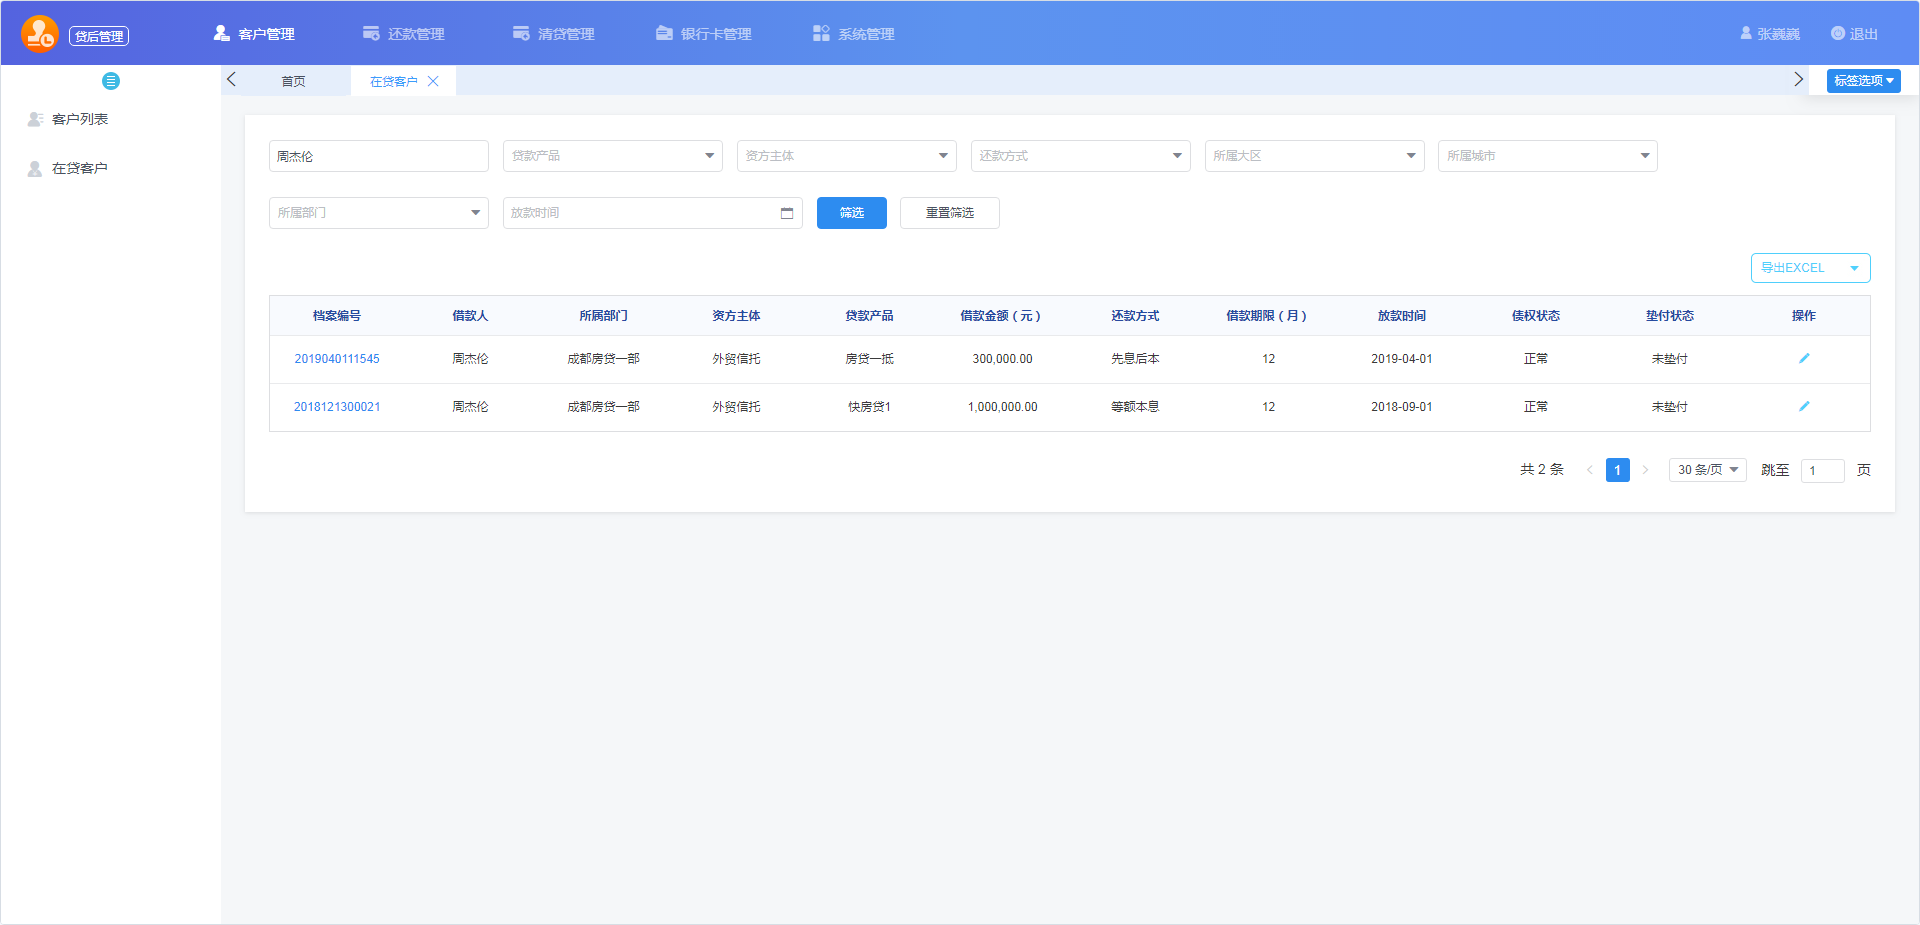 贷后管理 客户管理 还款管理 清贷管理 银行卡管理 系统管理 张巍巍 退出
首页 在贷客户 标签选项
客户列表
在贷客户
周杰伦 贷款产品 资方主体 还款方式 所属大区 所属城市
所属部门 放款时间 筛选 重置筛选
导出EXCEL
档案编号 借款人 所属部门 资方主体 贷款产品 借款金额（元） 还款方式 借款期限（月） 放款时间 债权状态 垫付状态 操作
2019040111545 周杰伦 成都房贷一部 外贸信托 房贷一抵 300,000.00 先息后本 12 2019-04-01 正常 未垫付
2018121300021 周杰伦 成都房贷一部 外贸信托 快房贷1 1,000,000.00 等额本息 12 2018-09-01 正常 未垫付
共 2 条 1 30 条/页 跳至 1 页